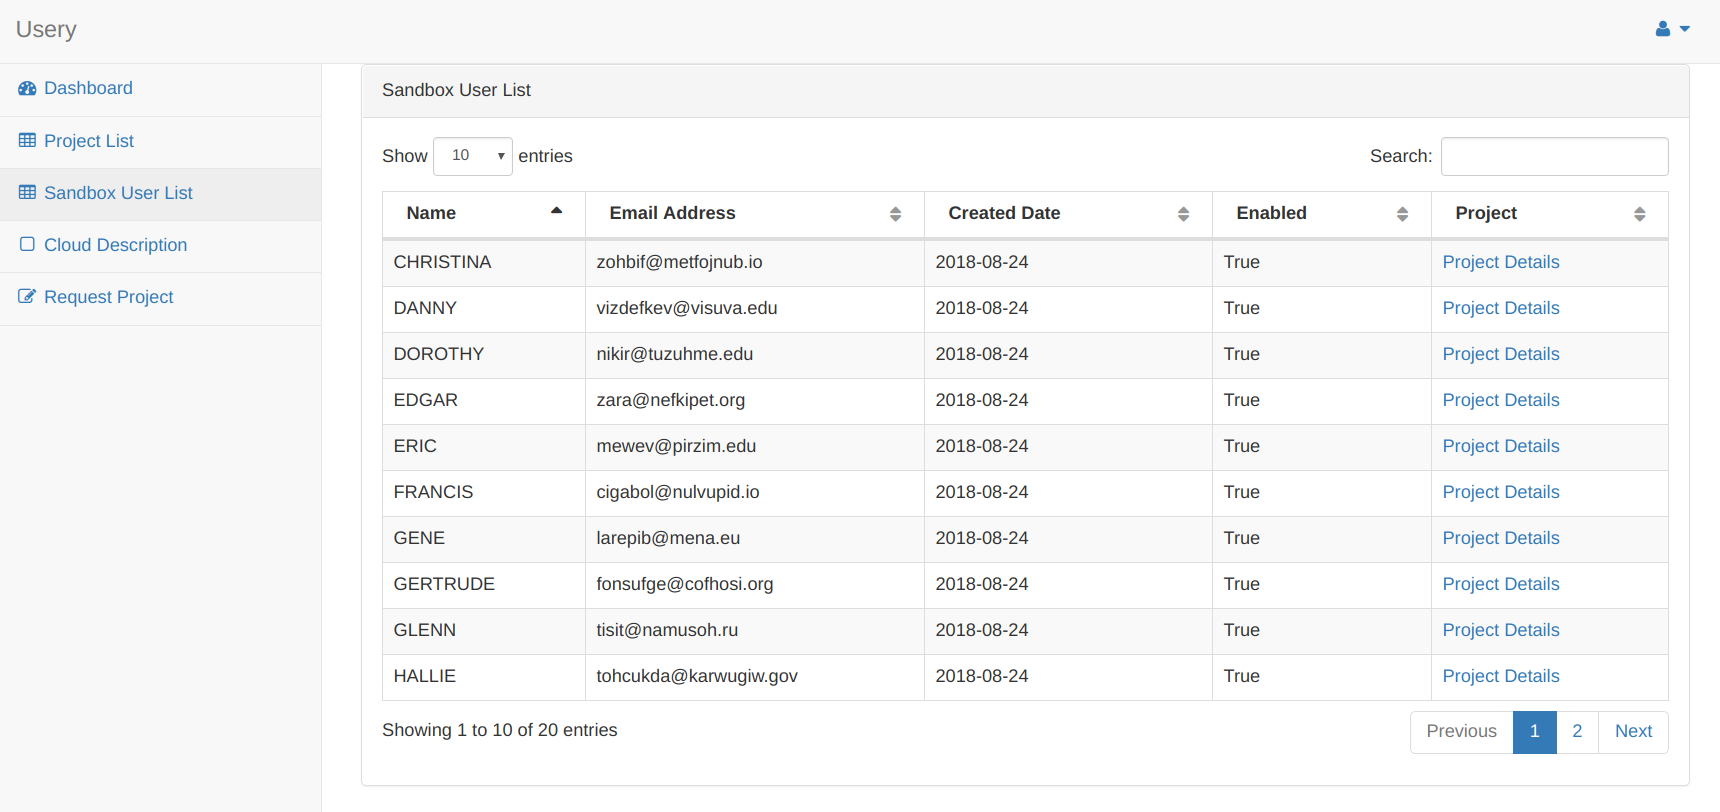 Usery
Dashboard
Project List
Sandbox User List
Cloud Description
Request Project
Sandbox User List
Show 10 entries Search:
Name Email Address Created Date Enabled Project
CHRISTINA zohbif@metfojnub.io 2018-08-24 True Project Details
DANNY vizdefkev@visuva.edu 2018-08-24 True Project Details
DOROTHY nikir@tuzuhme.edu 2018-08-24 True Project Details
EDGAR zara@nefkipet.org 2018-08-24 True Project Details
ERIC mewev@pirzim.edu 2018-08-24 True Project Details
FRANCIS cigabol@nulvupid.io 2018-08-24 True Project Details
GENE larepib@mena.eu 2018-08-24 True Project Details
GERTRUDE fonsufge@cofhosi.org 2018-08-24 True Project Details
GLENN tisit@namusoh.ru 2018-08-24 True Project Details
HALLIE tohcukda@karwugiw.gov 2018-08-24 True Project Details
Showing 1 to 10 of 20 entries Previous 1 2 Next